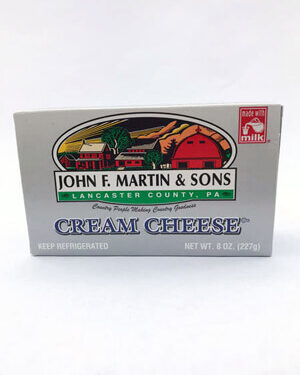 made with
milk
JOHN F. MARTIN & SONS
LANCASTER COUNTY, PA
Country People Making Country Goodness
CREAM CHEESE
KEEP REFRIGERATED
NET WT. 8 OZ. (227g)